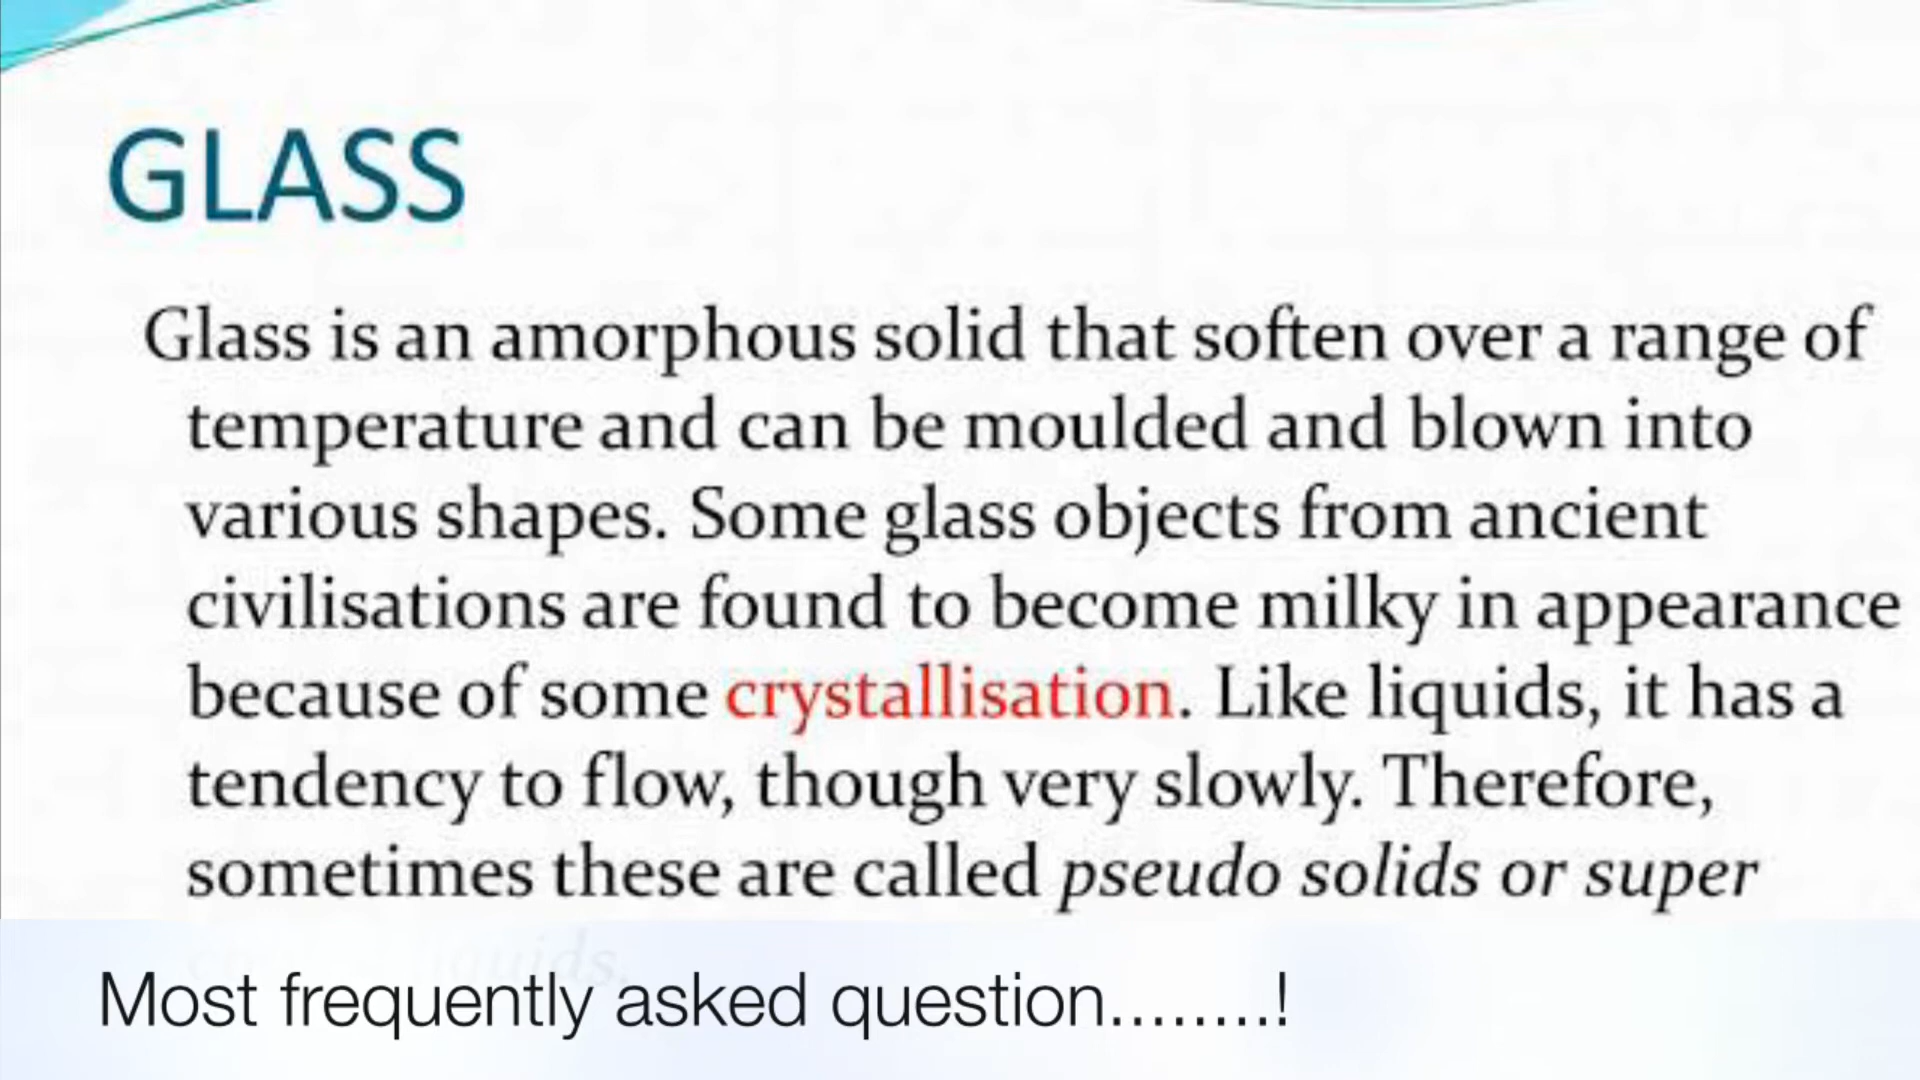 GLASS
Glass is an amorphous solid that soften over a range of
temperature and can be moulded and blown into
various shapes. Some glass objects from ancient
civilisations are found to become milky in appearance
because of some crystallisation. Like liquids, it has a
tendency to flow, though very slowly. Therefore,
sometimes these are called pseudo solids or super
liquids.
Most frequently asked question........!